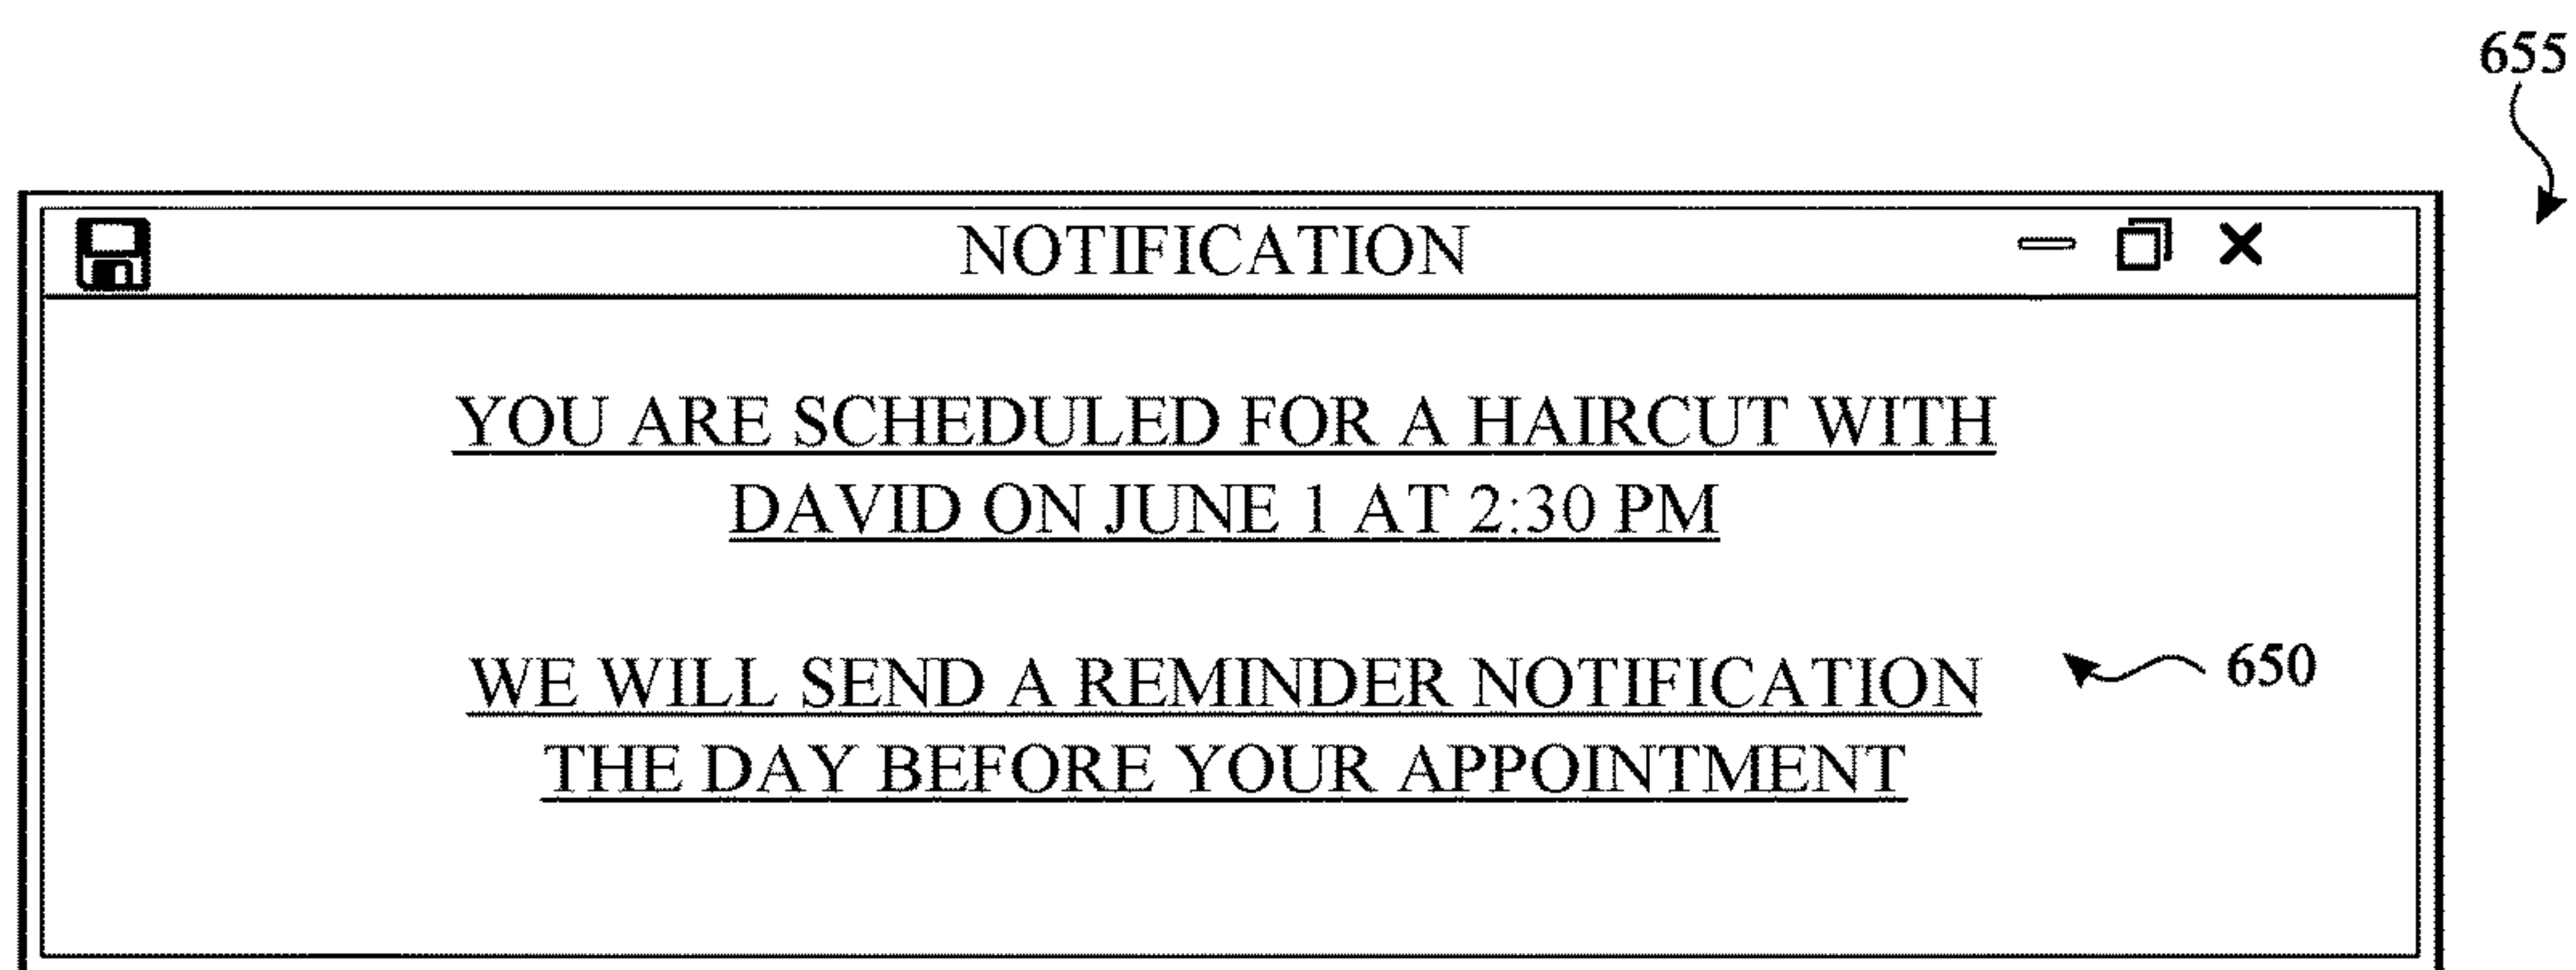 655
NOTIFICATION
YOU ARE SCHEDULED FOR A HAIRCUT WITH
DAVID ON JUNE 1 AT 2:30 PM
WE WILL SEND A REMINDER NOTIFICATION
650
THE DAY BEFORE YOUR APPOINTMENT